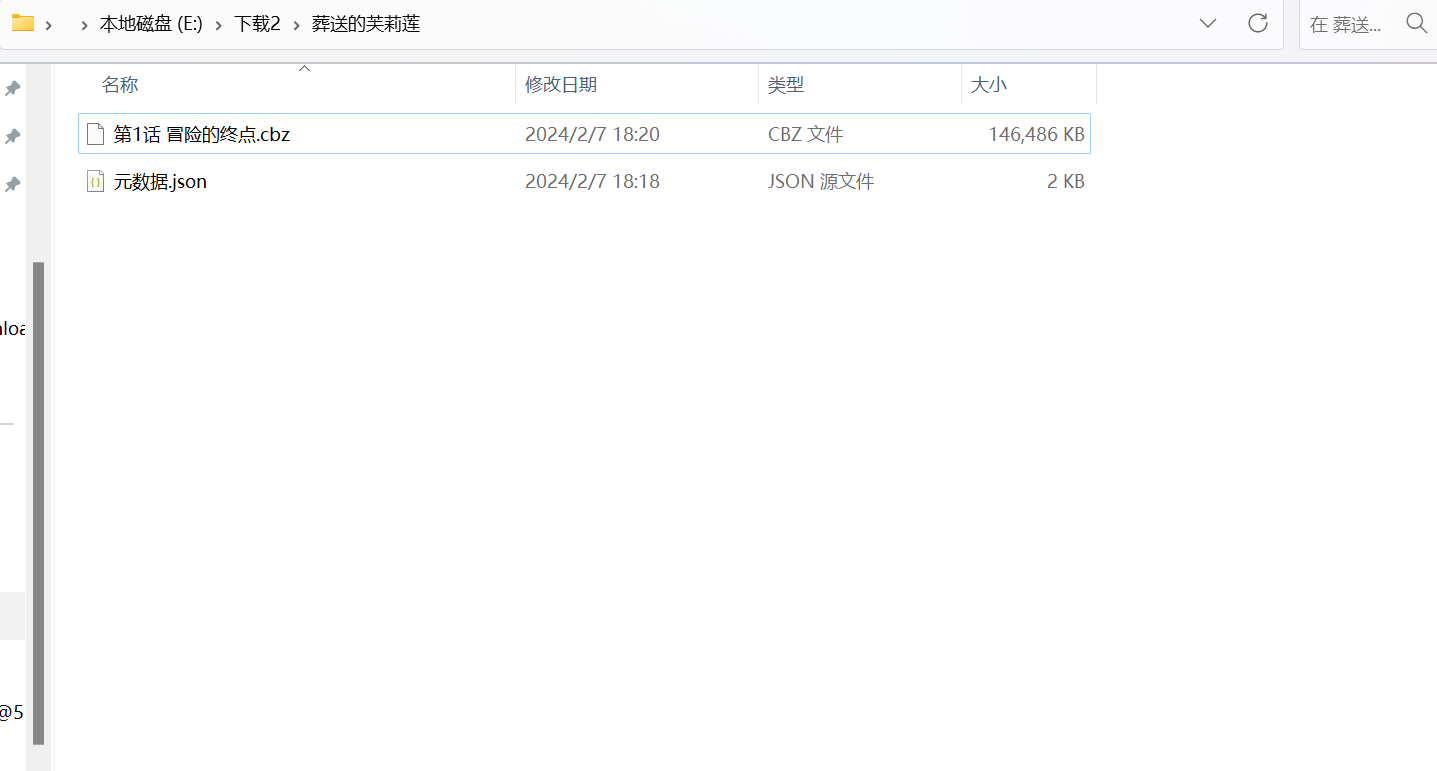 本地磁盘 (E:) 下载2 葬送的芙莉莲 在 葬送...
名称 修改日期 类型 大小
第1话 冒险的终点.cbz 2024/2/7 18:20 CBZ 文件 146,486 KB
元数据.json 2024/2/7 18:18 JSON 源文件 2 KB
nloa
@5